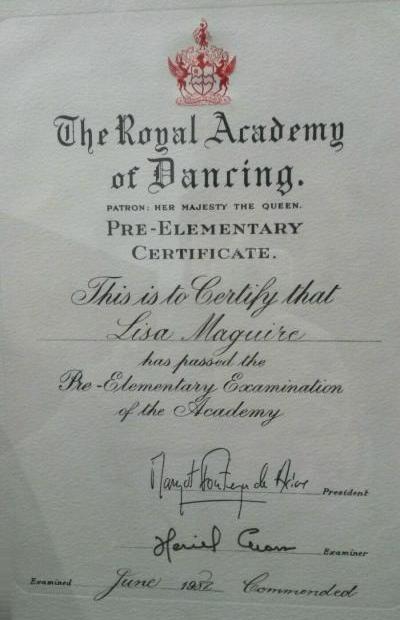 The Royal Academy
of Dancing.
PATRON: HER MAJESTY THE QUEEN.
PRE-ELEMENTARY
CERTIFICATE.
This is to Certify that
Lisa Maguire
has passed the
Pre-Elementary Examination
of the Academy
Margot Fonteyn de Arias President
Examiner
Examined June 1982 Commended